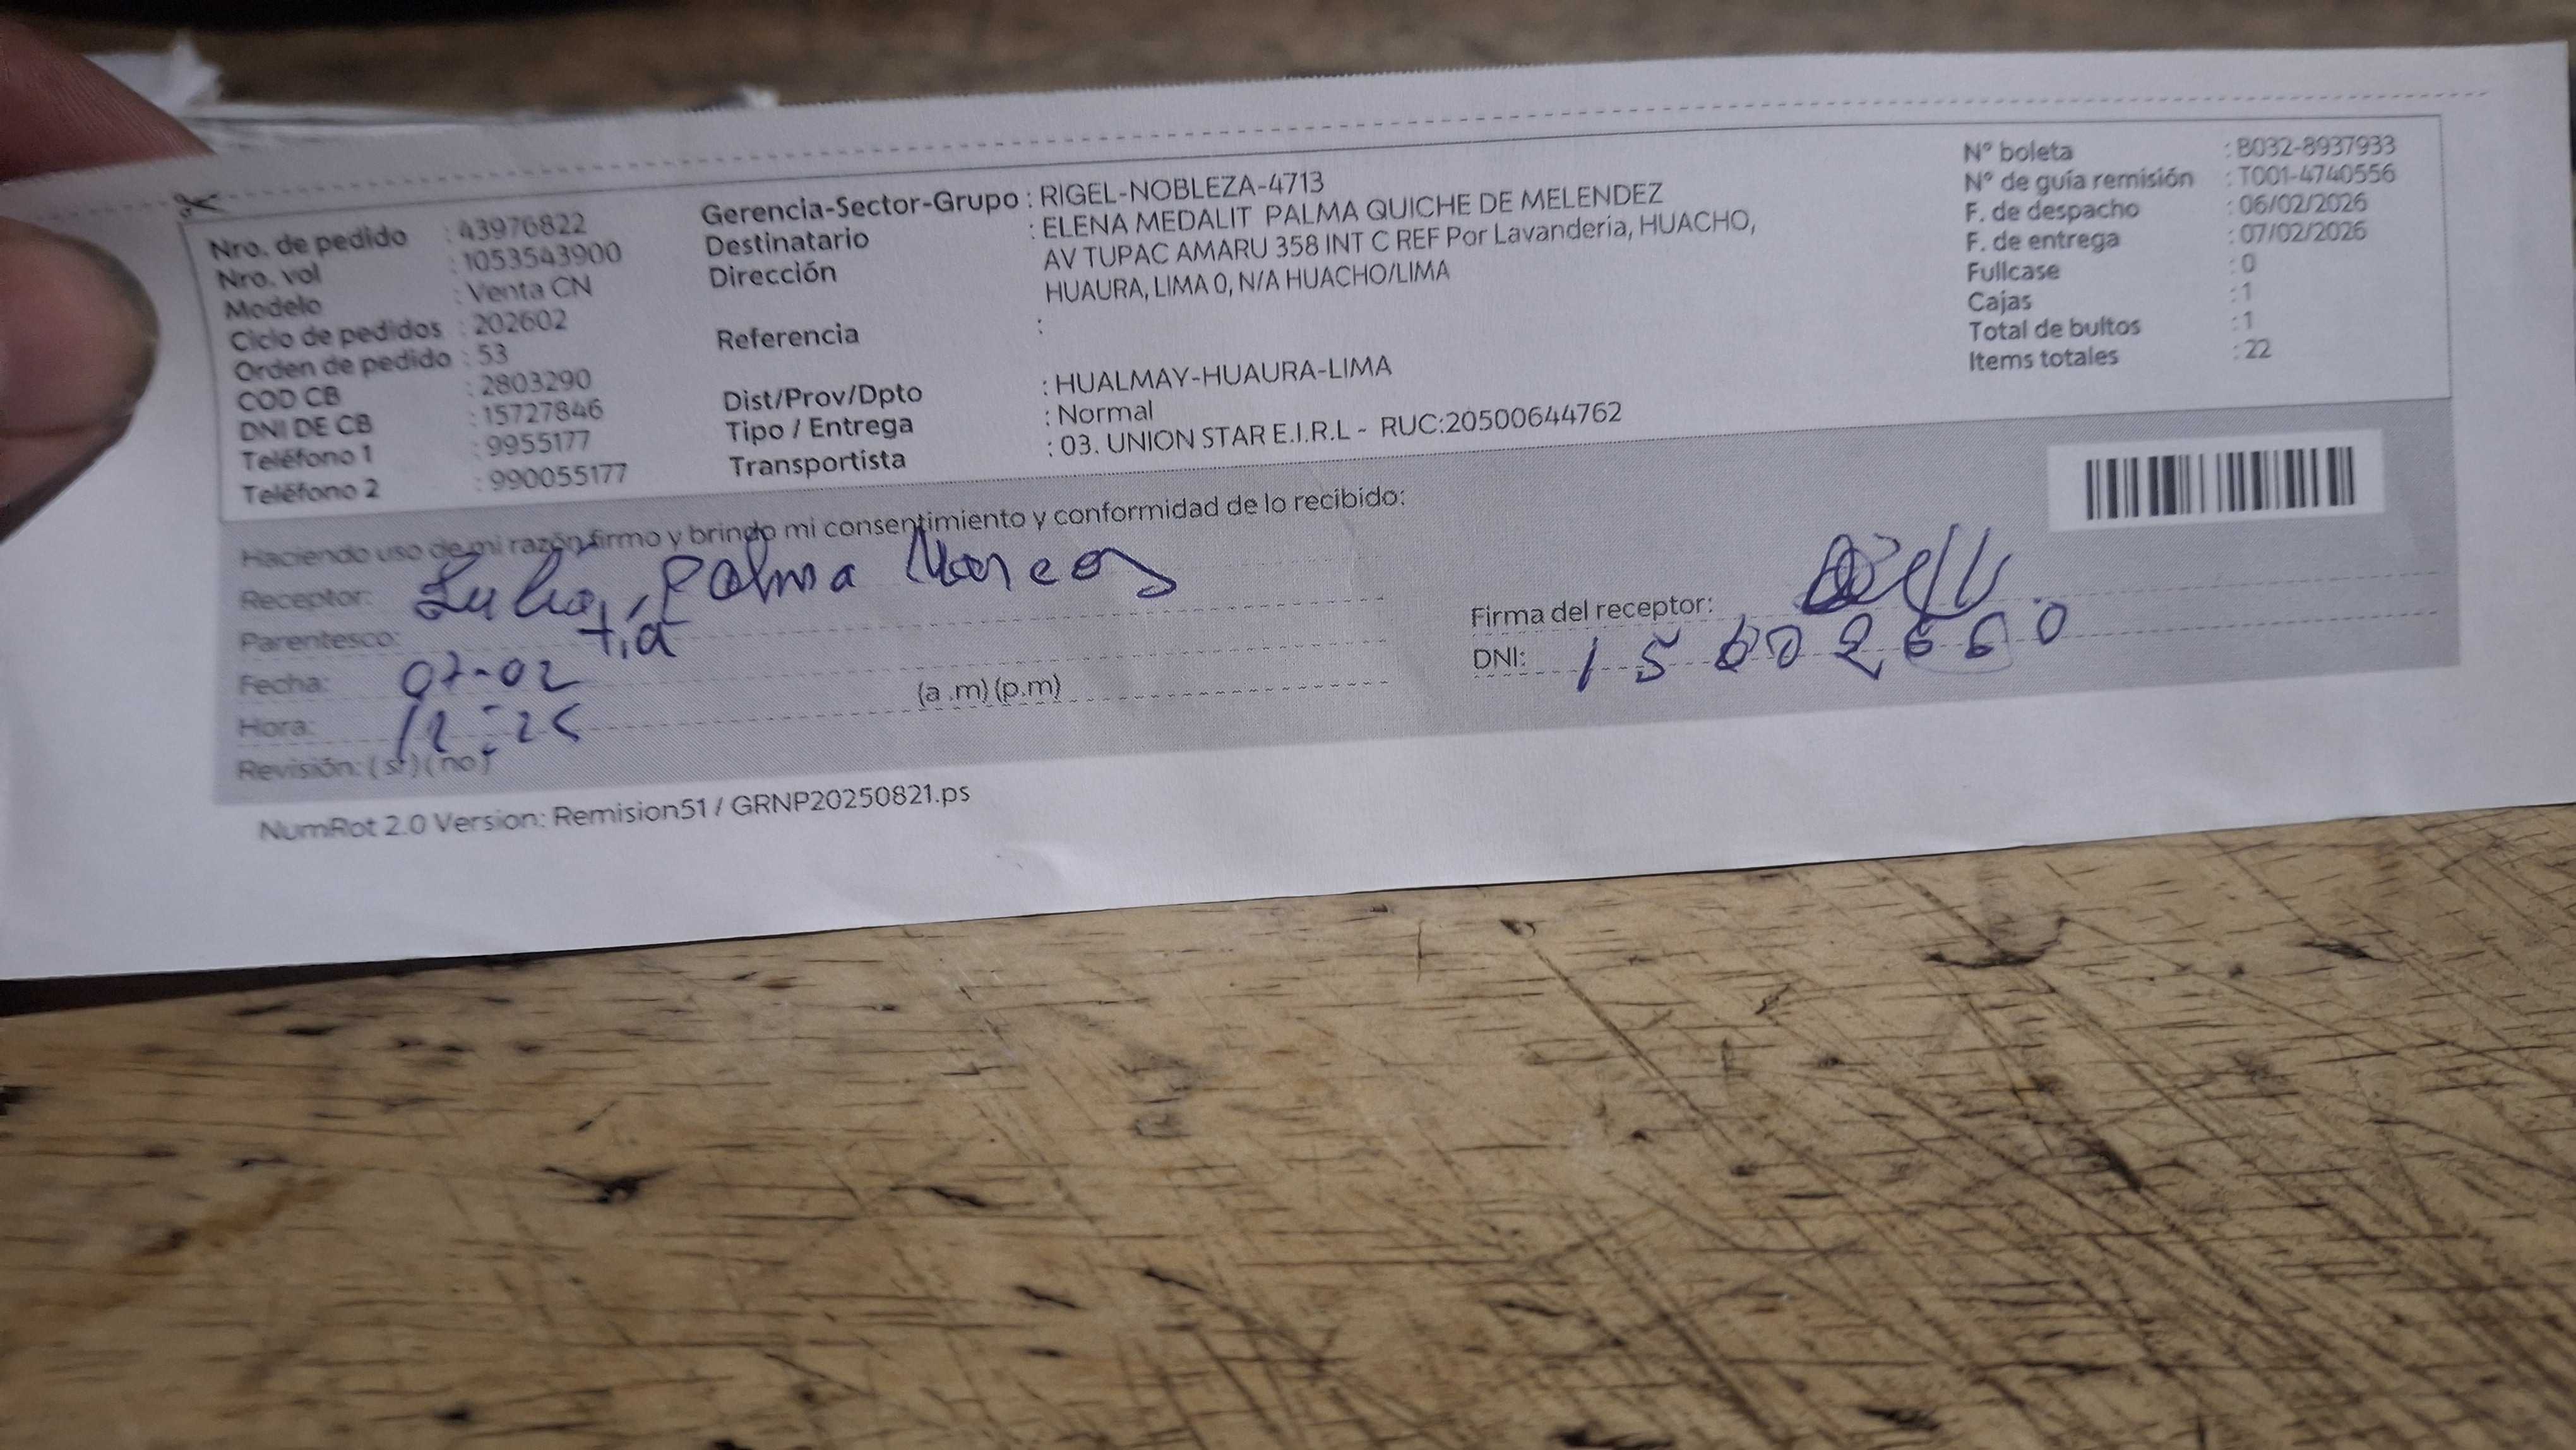 Nro. de pedido : 43976822
Nro. vol : 1053543900
Modelo : Venta CN
Ciclo de pedidos : 202602
Orden de pedido : 53
COD CB : 2803290
DNI DE CB : 15727846
Teléfono 1 : 9955177
Teléfono 2 : 990055177
Gerencia-Sector-Grupo : RIGEL-NOBLEZA-4713
Destinatario : ELENA MEDALIT PALMA QUICHE DE MELENDEZ
Dirección AV TUPAC AMARU 358 INT C REF Por Lavanderia, HUACHO,
HUAURA, LIMA 0, N/A HUACHO/LIMA
Referencia :
Dist/Prov/Dpto : HUALMAY-HUAURA-LIMA
Tipo / Entrega : Normal
Transportista : 03. UNION STAR E.I.R.L - RUC:20500644762
N° boleta : B032-8937933
N° de guía remisión : T001-4740556
F. de despacho : 06/02/2026
F. de entrega : 07/02/2026
Fullcase : 0
Cajas : 1
Total de bultos : 1
Items totales : 22
Haciendo uso de mi razón firmo y brindo mi consentimiento y conformidad de lo recibido:
Receptor: Palma Marcos
Parentesco: tia
Fecha: 07-02
Hora: 12:25 (a .m) (p.m)
Revisión: ( sí ) ( no )
Firma del receptor:
DNI:
NumRot 2.0 Version: Remision51 / GRNP20250821.ps